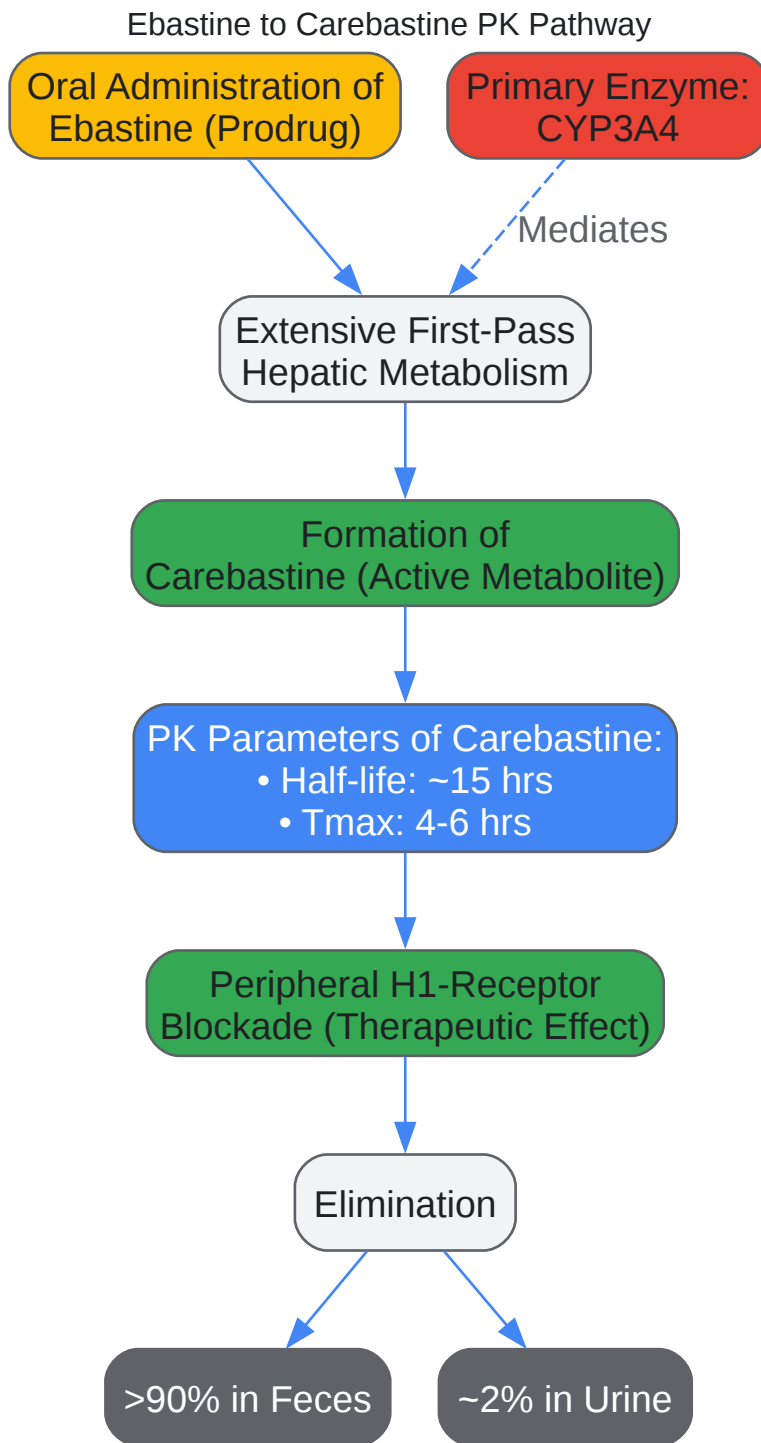 Ebastine to Carebastine PK Pathway
Oral Administration of
Ebastine (Prodrug)
Primary Enzyme:
CYP3A4
Mediates
Extensive First-Pass
Hepatic Metabolism
Formation of
Carebastine (Active Metabolite)
PK Parameters of Carebastine:
• Half-life: ~15 hrs
• Tmax: 4-6 hrs
Peripheral H1-Receptor
Blockade (Therapeutic Effect)
Elimination
>90% in Feces
~2% in Urine